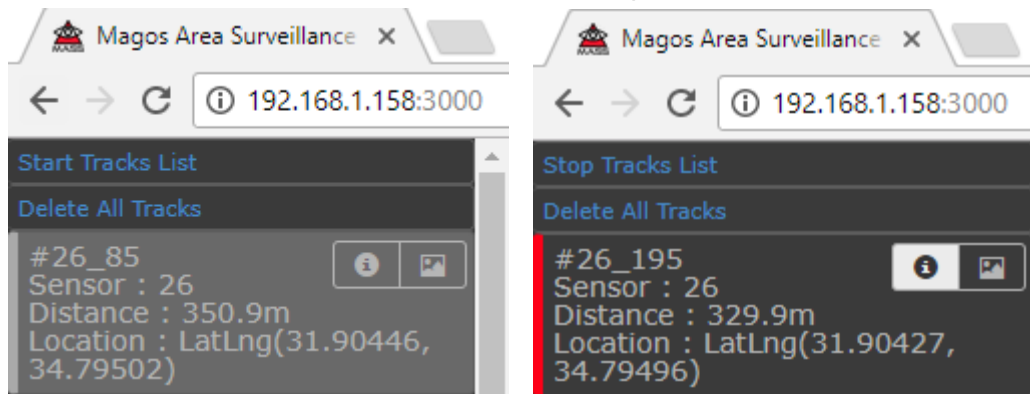 Magos Area Surveillance
192.168.1.158:3000
Start Tracks List
Delete All Tracks
#26_85
Sensor : 26
Distance : 350.9m
Location : LatLng(31.90446,
34.79502)
Magos Area Surveillance
192.168.1.158:3000
Stop Tracks List
Delete All Tracks
#26_195
Sensor : 26
Distance : 329.9m
Location : LatLng(31.90427,
34.79496)